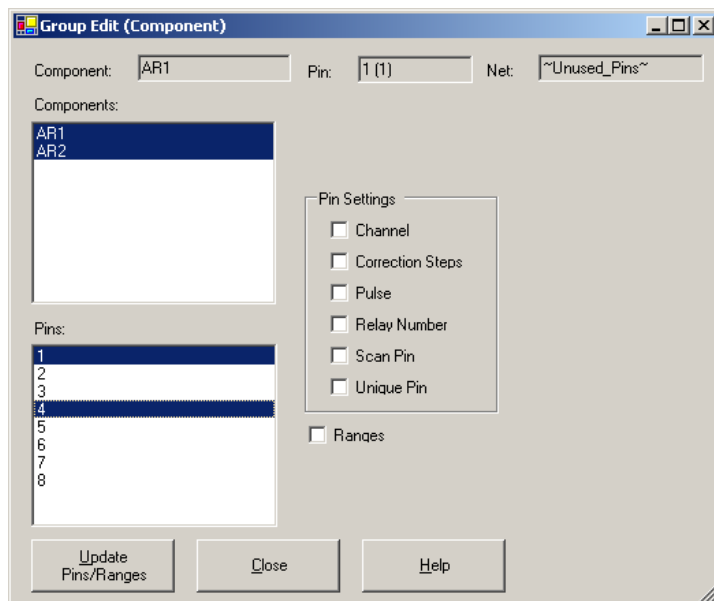 Group Edit (Component)
Component: AR1 Pin: 1 (1) Net: ~Unused_Pins~
Components:
AR1
AR2
Pin Settings
Channel
Correction Steps
Pulse
Relay Number
Scan Pin
Unique Pin
Pins:
1
2
3
4
5
6
7
8
Ranges
Update
Pins/Ranges
Close
Help